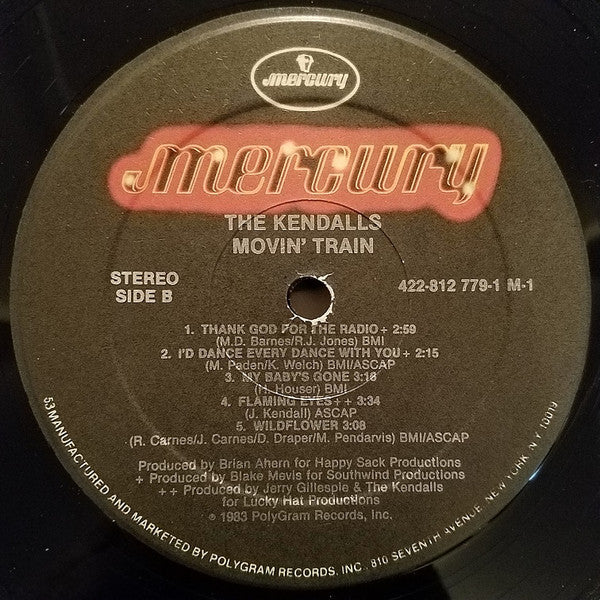 mercury
mercury
THE KENDALLS
MOVIN' TRAIN
STEREO
SIDE B
422-812 779-1 M-1
1. THANK GOD FOR THE RADIO + 2:59
(M.D. Barnes/R.J. Jones) BMI
2. I'D DANCE EVERY DANCE WITH YOU + 2:15
(M. Paden/K. Welch) BMI/ASCAP
3. MY BABY'S GONE 3:18
(H. Houser) BMI
4. FLAMING EYES + + 3:34
(J. Kendall) ASCAP
5. WILDFLOWER 3:08
(R. Carnes/J. Carnes/D. Draper/M. Pendarvis) BMI/ASCAP
Produced by Brian Ahern for Happy Sack Productions
+ Produced by Blake Mevis for Southwind Productions
+ + Produced by Jerry Gillespie & The Kendalls
for Lucky Hat Productions
℗ 1983 PolyGram Records, Inc.
53 MANUFACTURED AND MARKETED BY POLYGRAM RECORDS, INC., 810 SEVENTH AVENUE, NEW YORK, N.Y. 10019